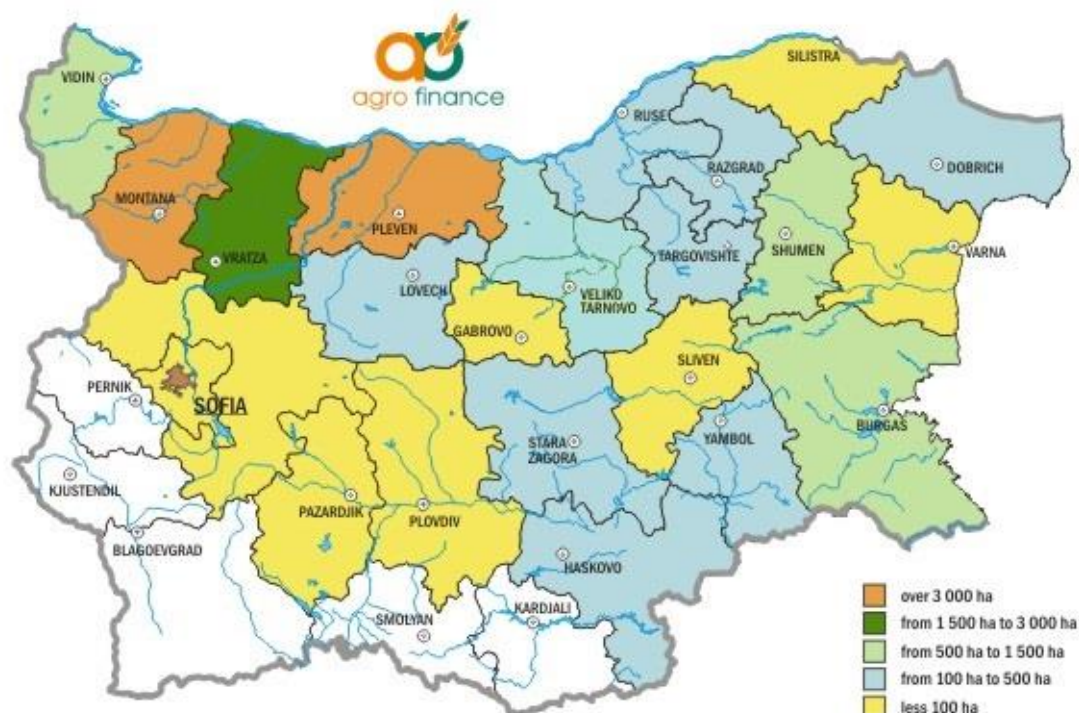 agro finance
VIDIN
SILISTRA
RUSE
DOBRICH
RAZGRAD
MONTANA
PLEVEN
SHUMEN
VARNA
TARGOVISHTE
VRATZA
LOVECH
VELIKO
TARNOVO
GABROVO
SLIVEN
PERNIK
SOFIA
BURGAS
YAMBOL
STARA
ZAGORA
KJUSTENDIL
PAZARDJIK
PLOVDIV
BLAGOEVGRAD
HASKOVO
KARDJALI
SMOLYAN
over 3 000 ha
from 1 500 ha to 3 000 ha
from 500 ha to 1 500 ha
from 100 ha to 500 ha
less 100 ha